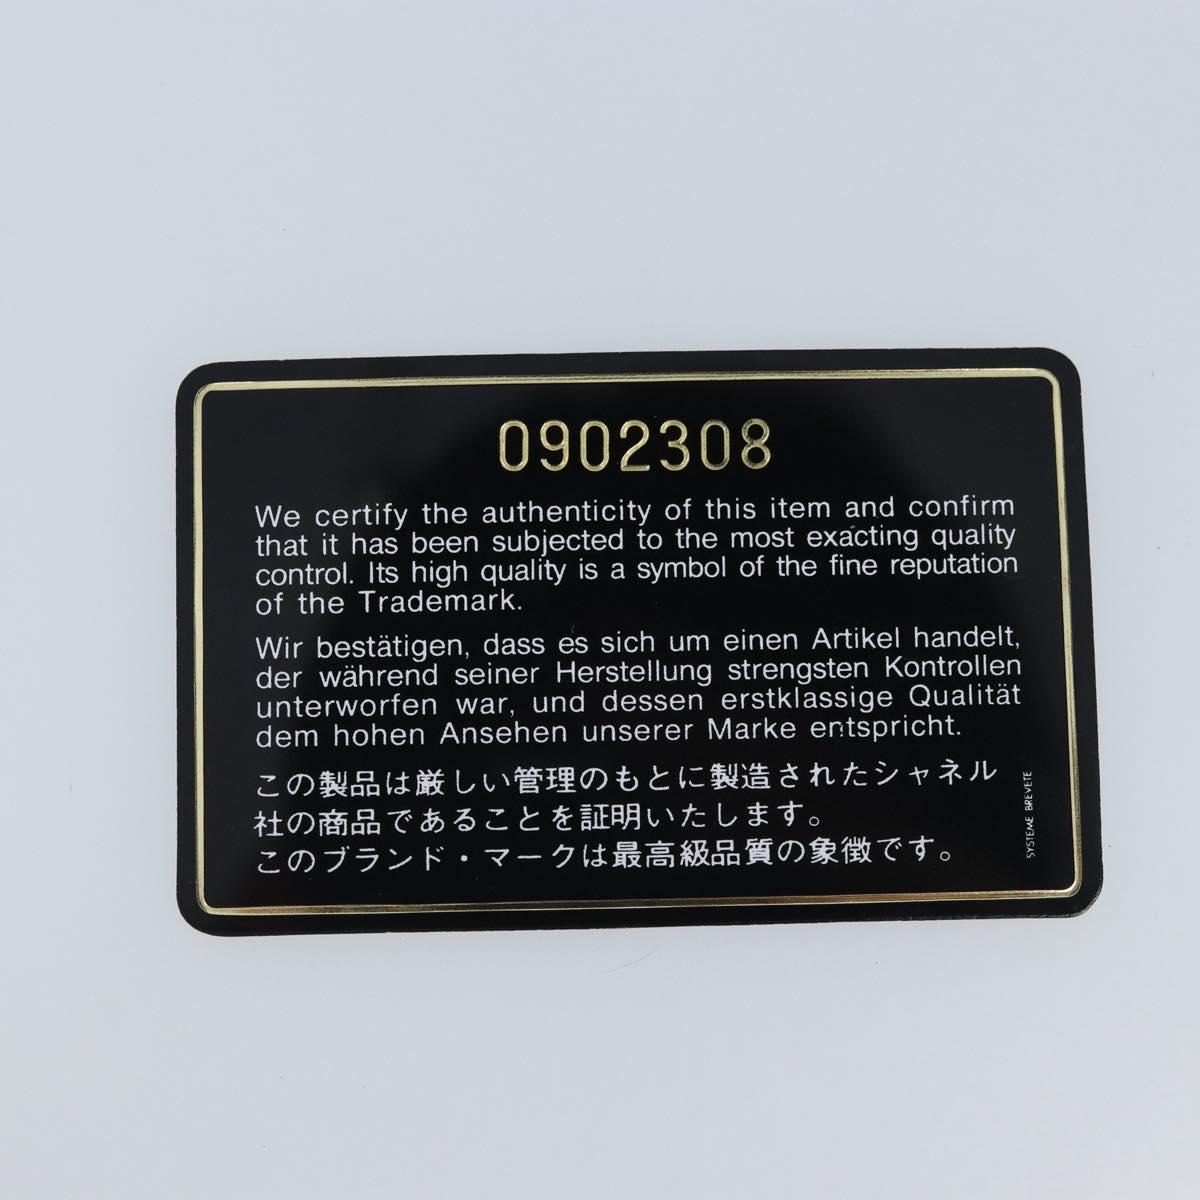 0902308
We certify the authenticity of this item and confirm
that it has been subjected to the most exacting quality
control. Its high quality is a symbol of the fine reputation
of the Trademark.
Wir bestätigen, dass es sich um einen Artikel handelt,
der während seiner Herstellung strengsten Kontrollen
unterworfen war, und dessen erstklassige Qualität
dem hohen Ansehen unserer Marke entspricht.
この製品は厳しい管理のもとに製造されたシャネル
社の商品であることを証明いたします。
このブランド・マークは最高級品質の象徴です。
SYSTEME BREVETE